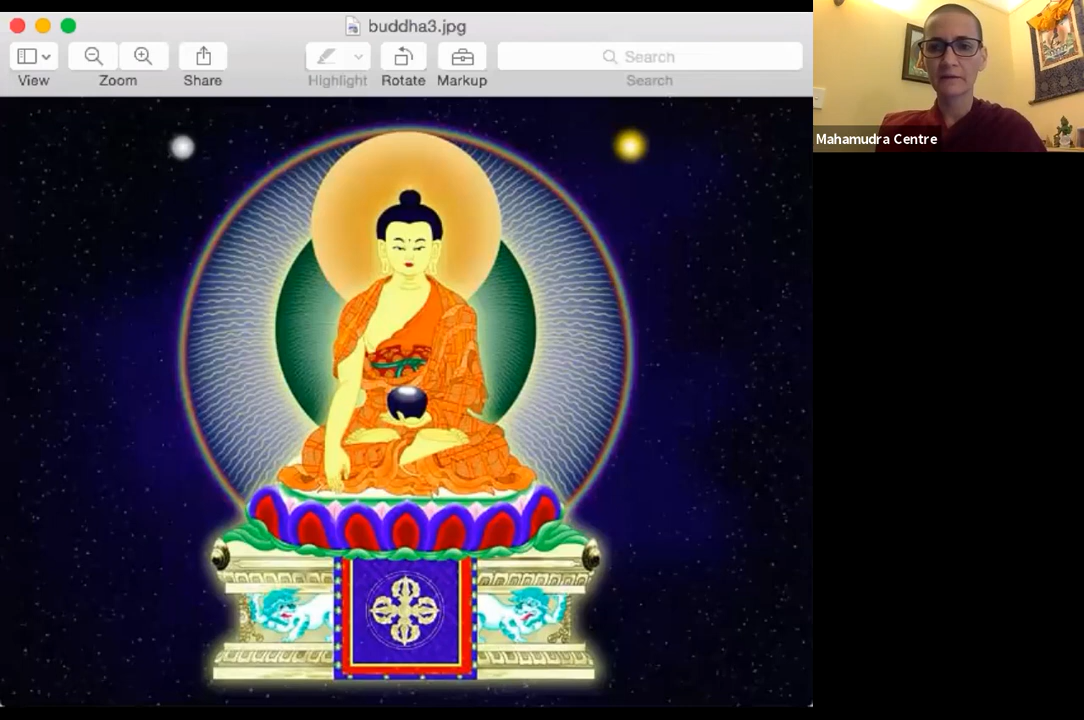 buddha3.jpg
View
Zoom
Share
Highlight
Rotate
Markup
Search
Search
Mahamudra Centre